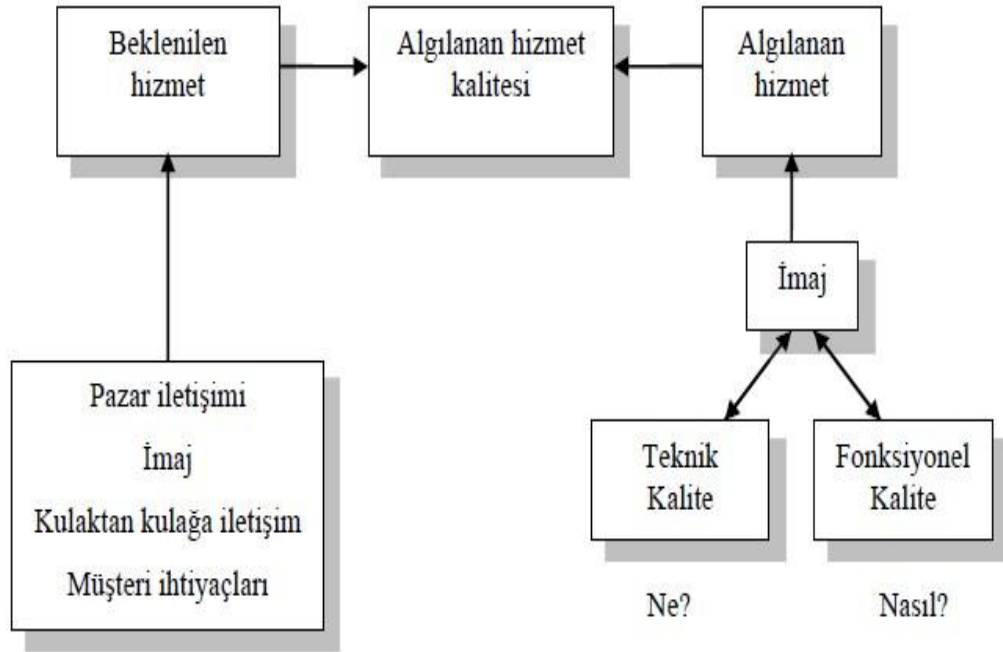 Beklenilen
hizmet
Algılanan hizmet
kalitesi
Algılanan
hizmet
İmaj
Pazar iletişimi
İmaj
Kulaktan kulağa iletişim
Müşteri ihtiyaçları
Teknik
Kalite
Fonksiyonel
Kalite
Ne?
Nasıl?